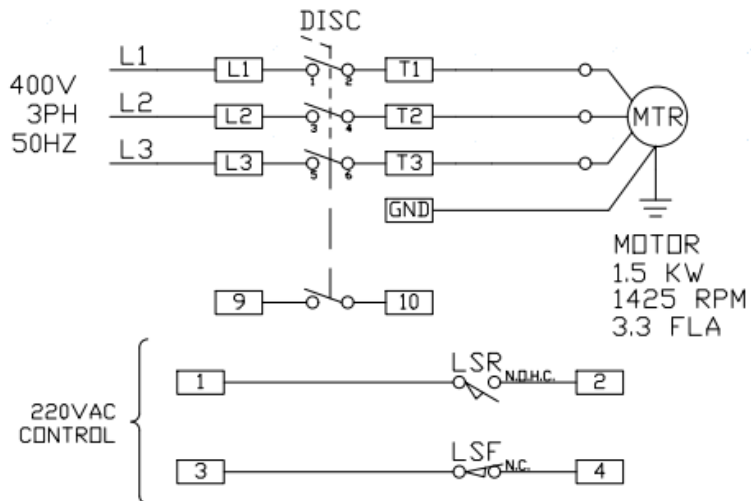 DISC
L1 L1 T1
1 2
400V
3PH
50HZ
L2 L2 T2
3 4
L3 L3 T3
5 6
MTR
GND
MOTOR
1.5 KW
1425 RPM
3.3 FLA
9 10
220VAC
CONTROL
LSR
1 N.O.H.C. 2
LSF
3 N.C. 4